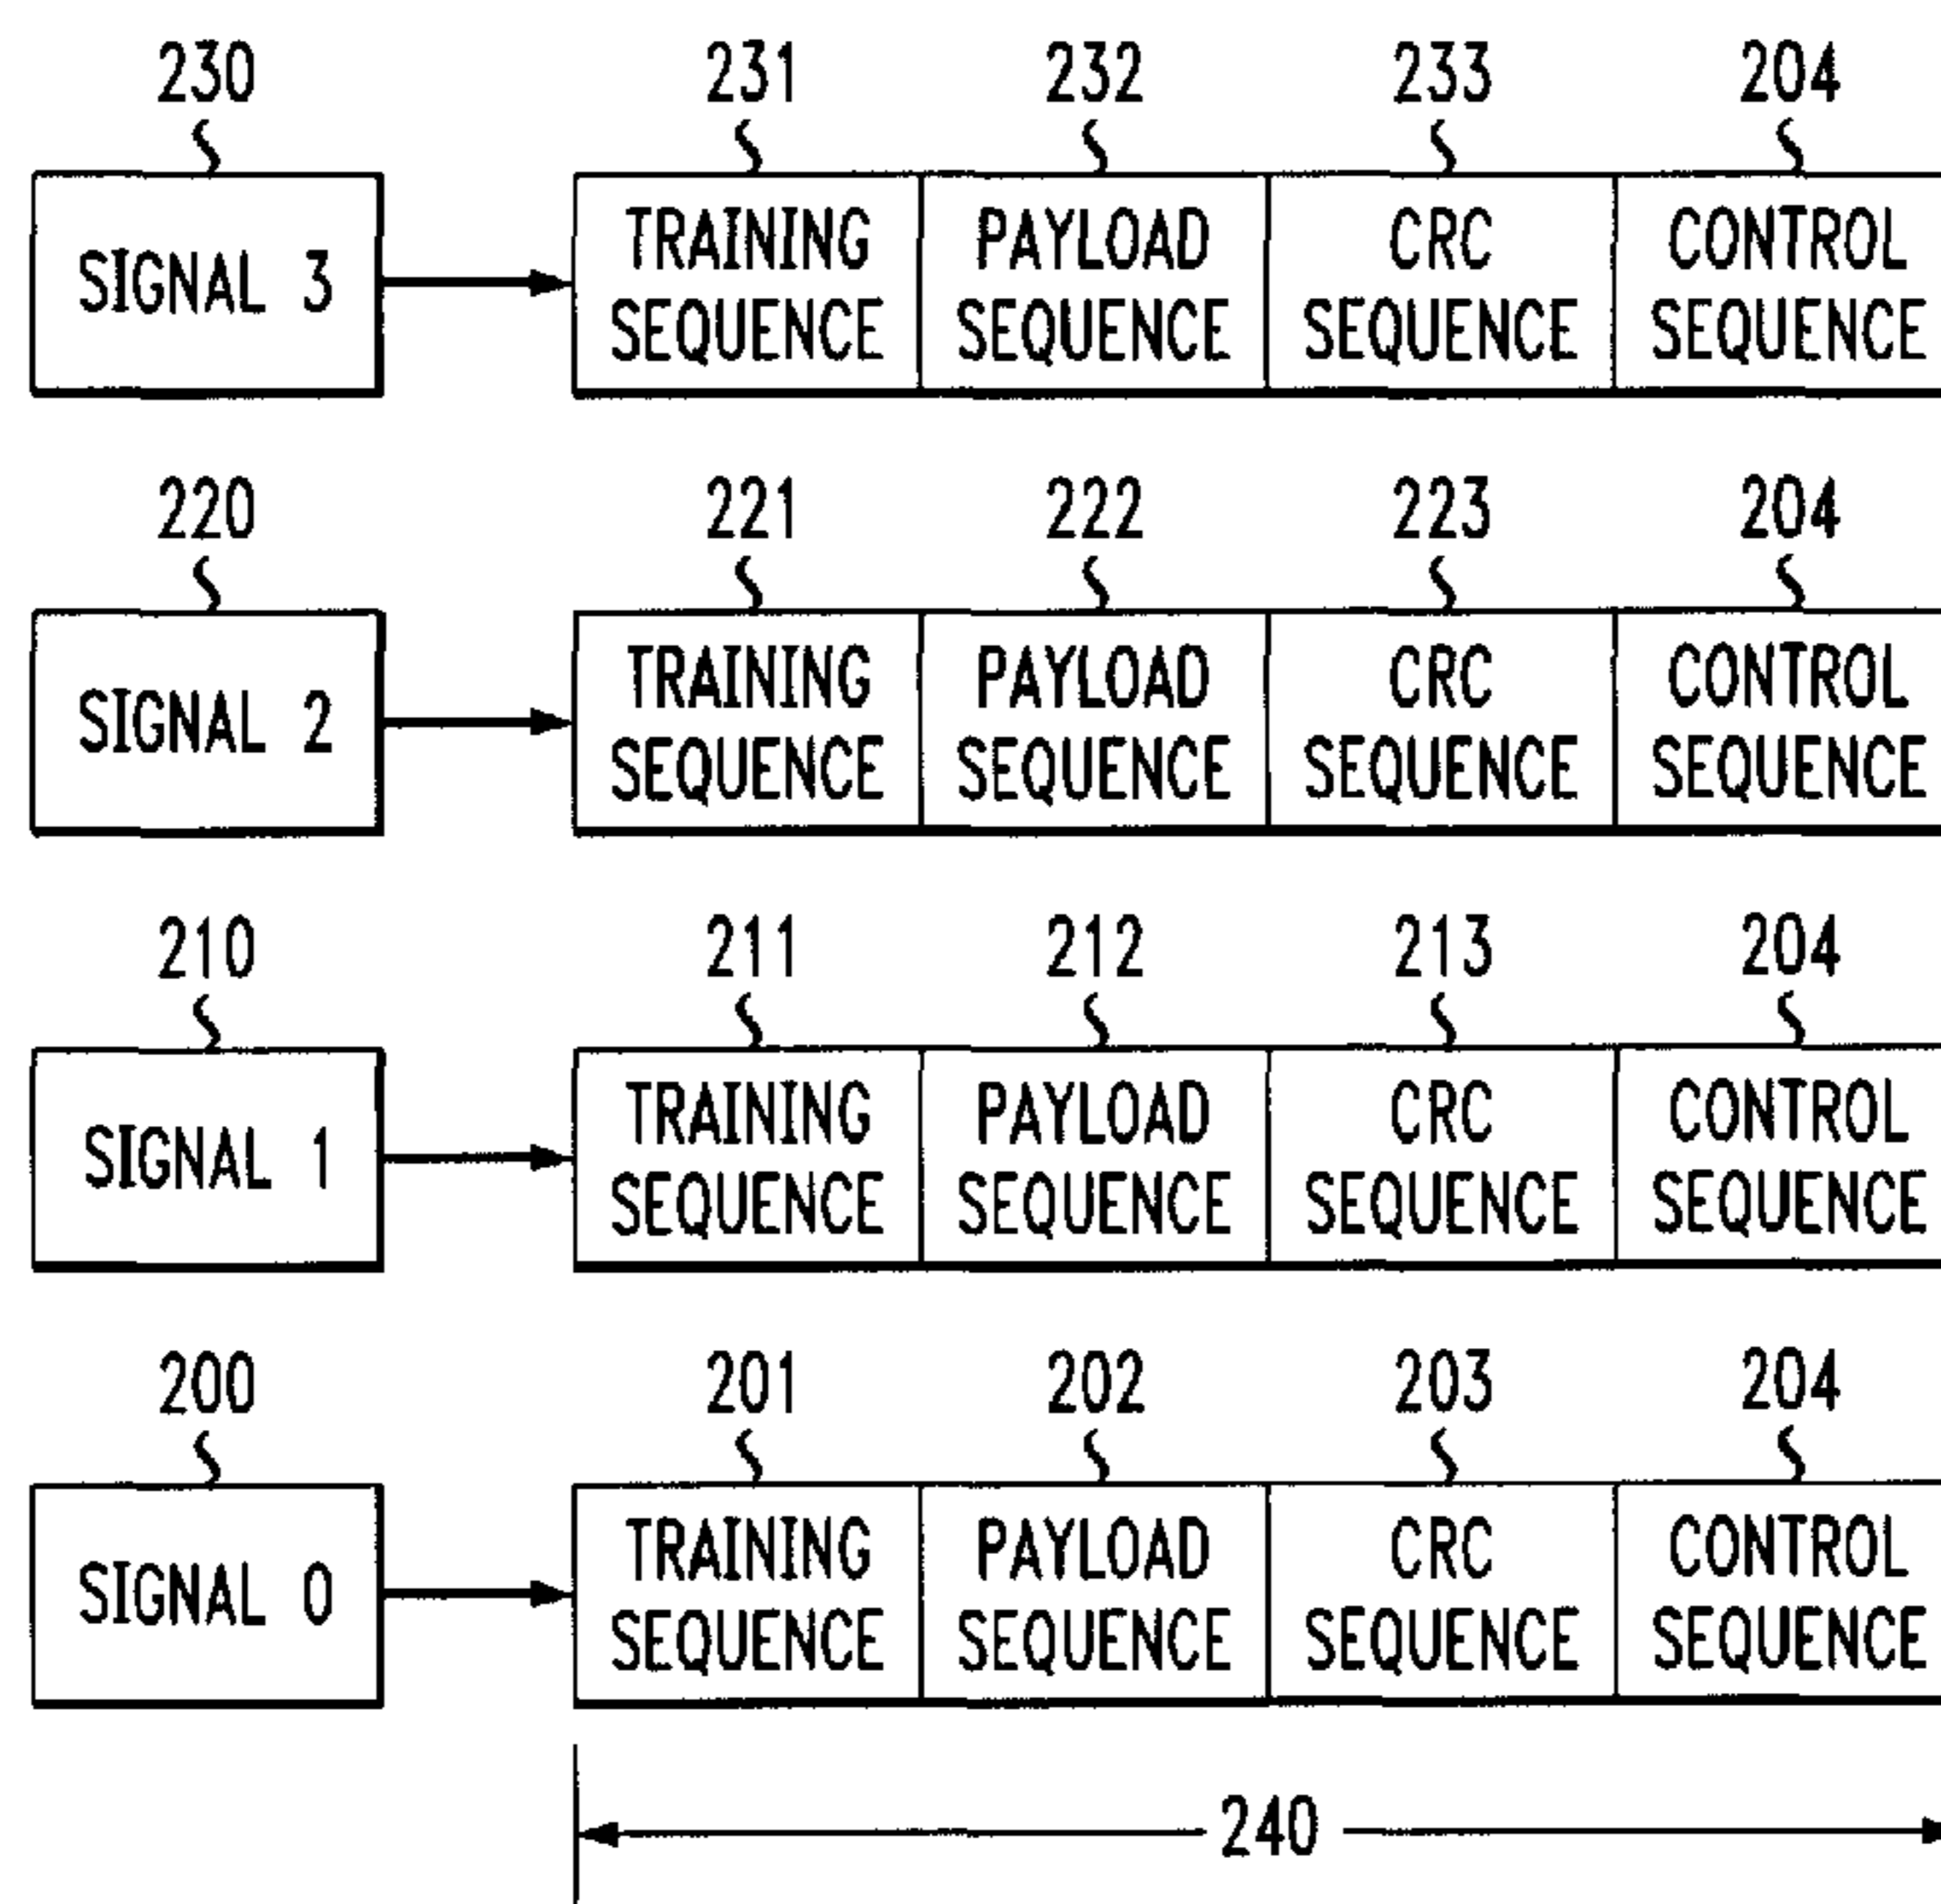 230 231 232 233 204
SIGNAL 3 TRAINING SEQUENCE PAYLOAD SEQUENCE CRC SEQUENCE CONTROL SEQUENCE
220 221 222 223 204
SIGNAL 2 TRAINING SEQUENCE PAYLOAD SEQUENCE CRC SEQUENCE CONTROL SEQUENCE
210 211 212 213 204
SIGNAL 1 TRAINING SEQUENCE PAYLOAD SEQUENCE CRC SEQUENCE CONTROL SEQUENCE
200 201 202 203 204
SIGNAL 0 TRAINING SEQUENCE PAYLOAD SEQUENCE CRC SEQUENCE CONTROL SEQUENCE
240